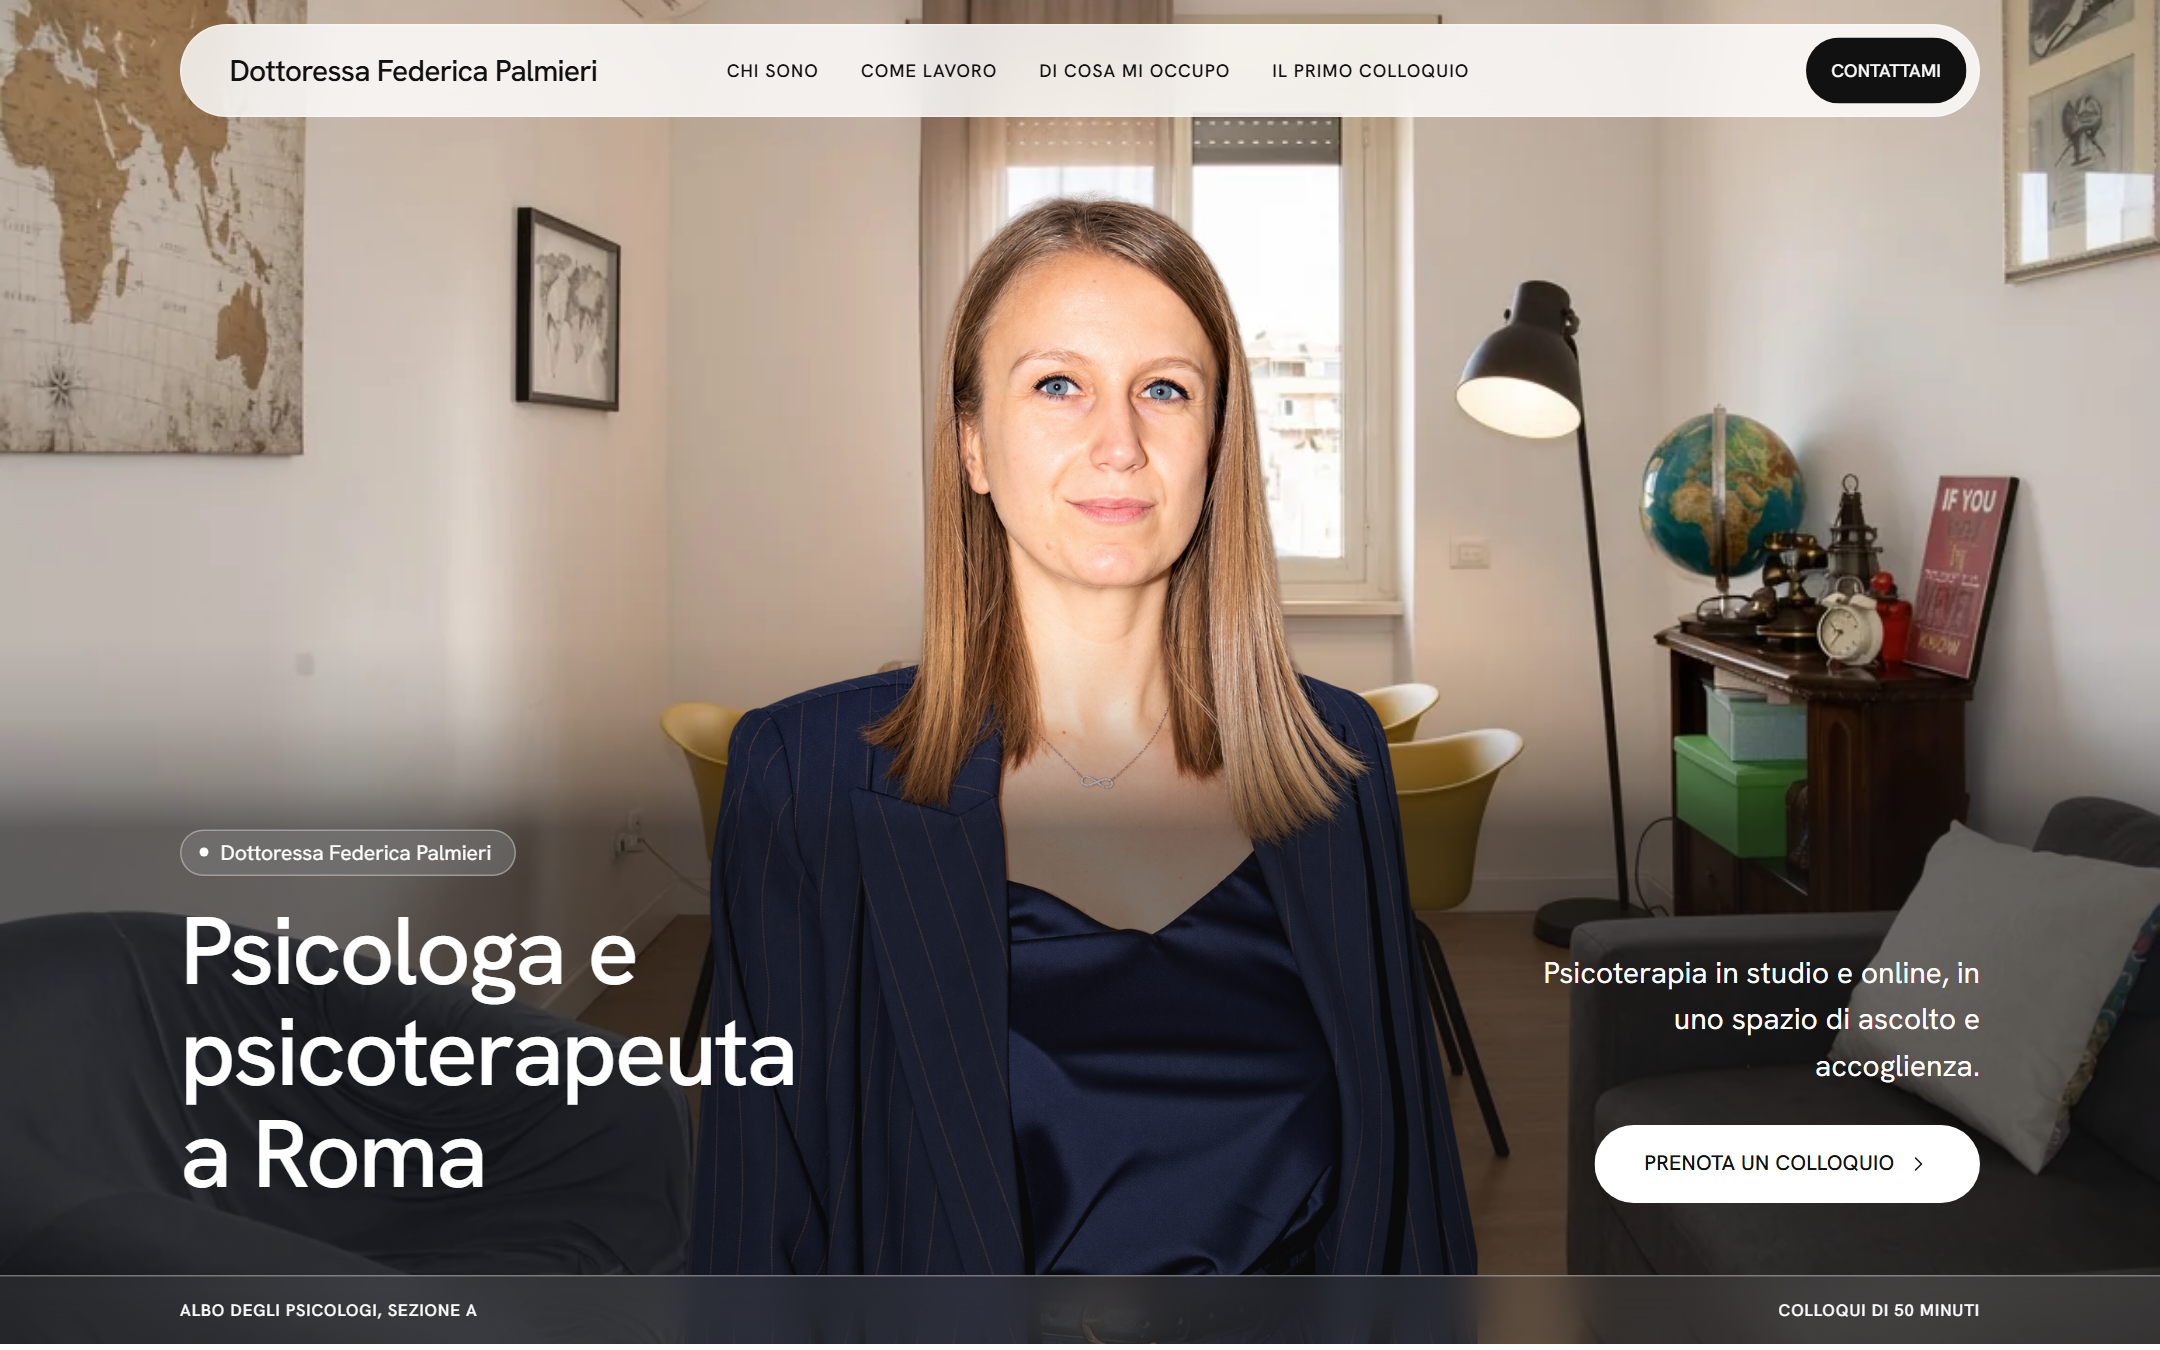 Dottoressa Federica Palmieri
CHI SONO
COME LAVORO
DI COSA MI OCCUPO
IL PRIMO COLLOQUIO
CONTATTAMI
IF YOU
KNOW
Dottoressa Federica Palmieri
Psicologa e
psicoterapeuta
a Roma
Psicoterapia in studio e online, in
uno spazio di ascolto e
accoglienza.
PRENOTA UN COLLOQUIO
ALBO DEGLI PSICOLOGI, SEZIONE A
COLLOQUI DI 50 MINUTI